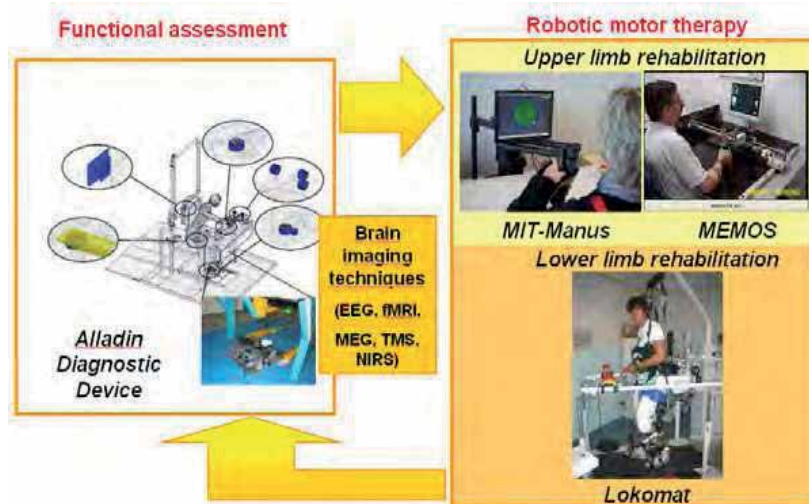 Functional assessment
Robotic motor therapy
Upper limb rehabilitation
MIT-Manus
MEMOS
Lower limb rehabilitation
Brain
imaging
techniques
(EEG, fMRI,
MEG, TMS,
NIRS)
Alladin
Diagnostic
Device
Lokomat